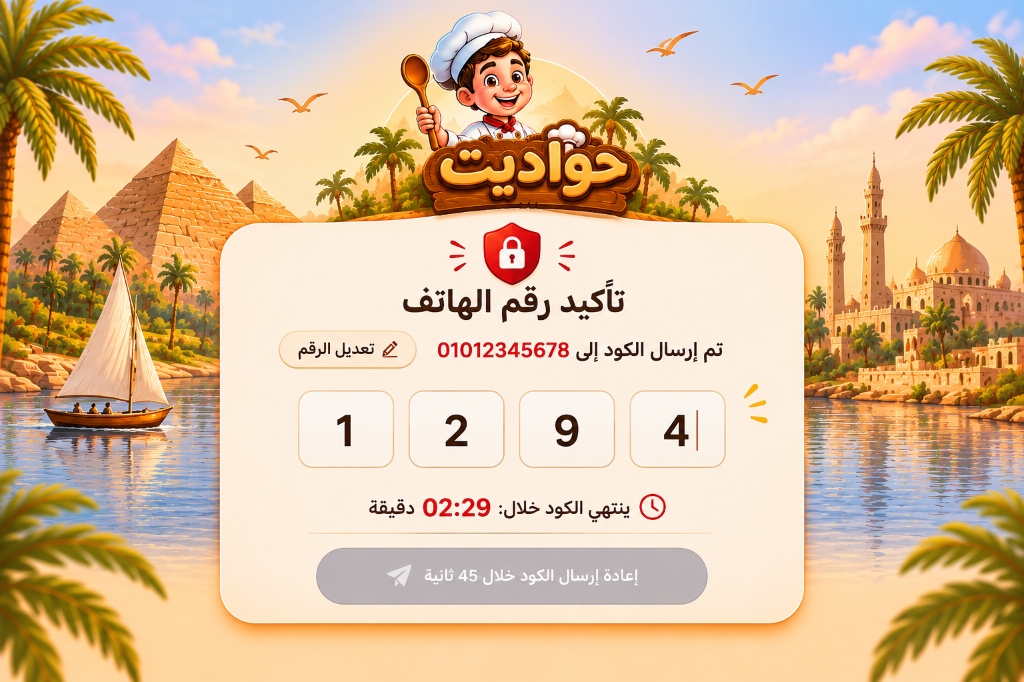 حواديت
تأكيد رقم الهاتف
تم إرسال الكود إلى 01012345678
تعديل الرقم
1 2 9 4
ينتهي الكود خلال: 02:29 دقيقة
إعادة إرسال الكود خلال 45 ثانية